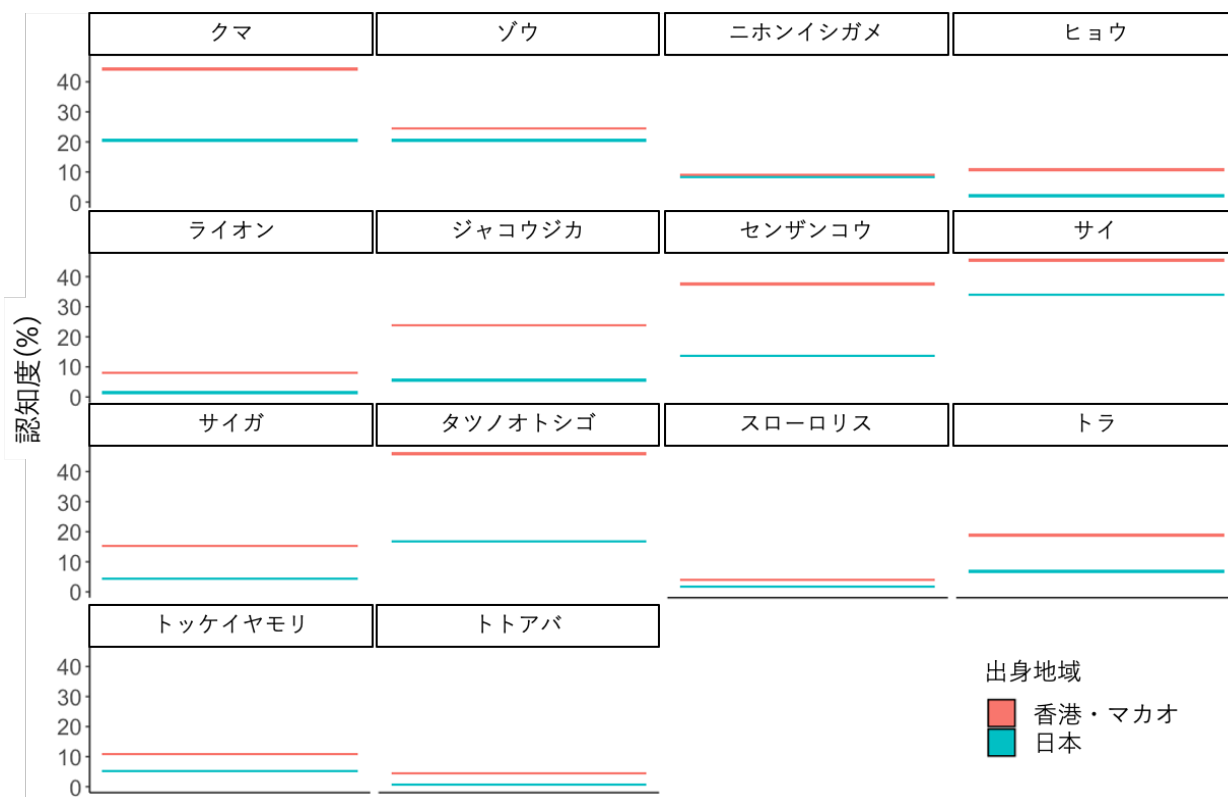 クマ
ゾウ
ニホンイシガメ
ヒョウ
40
30
20
10
0
ライオン
ジャコウジカ
センザンコウ
サイ
40
30
20
10
0
認知度(%)
サイガ
タツノオトシゴ
スローロリス
トラ
40
30
20
10
0
トッケイヤモリ
トトアバ
40
30
20
10
0
出身地域
香港・マカオ
日本